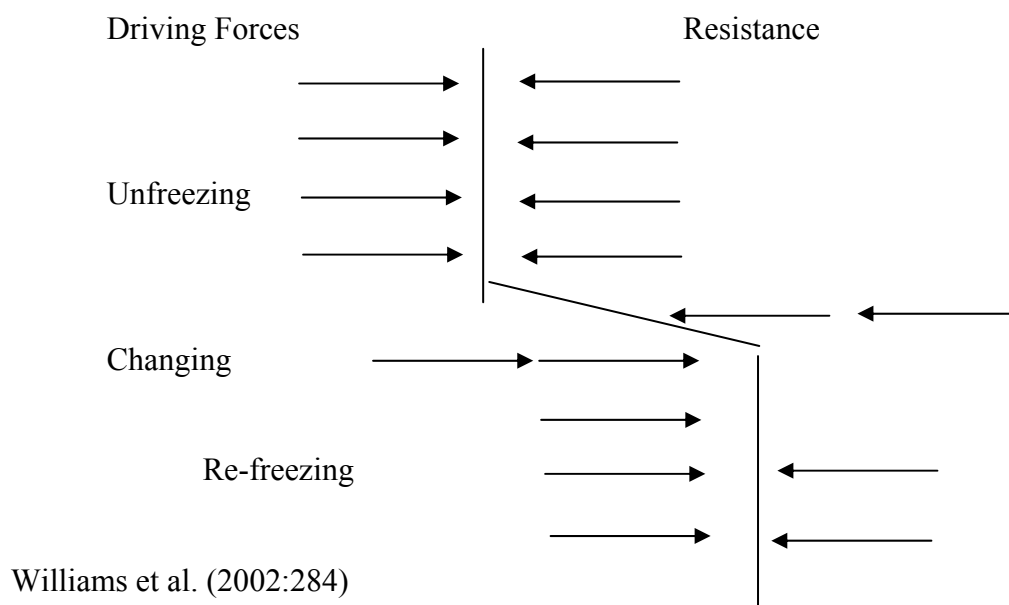 Driving Forces
Resistance
Unfreezing
Changing
Re-freezing
Williams et al. (2002:284)